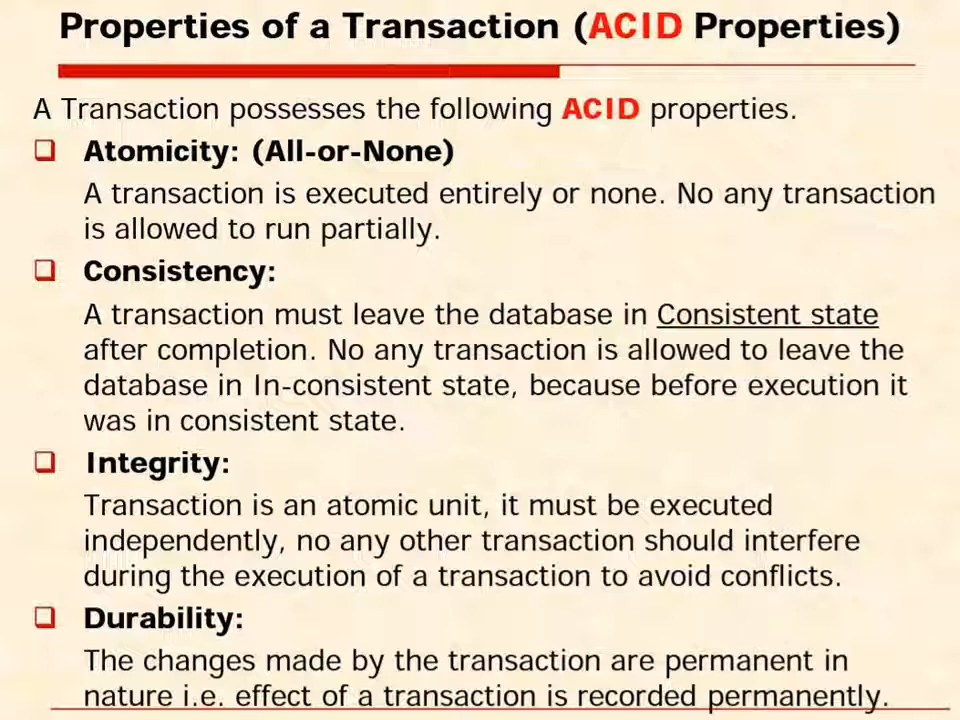 Properties of a Transaction (ACID Properties)
A Transaction possesses the following ACID properties.
Atomicity: (All-or-None)
A transaction is executed entirely or none. No any transaction
is allowed to run partially.
Consistency:
A transaction must leave the database in Consistent state
after completion. No any transaction is allowed to leave the
database in In-consistent state, because before execution it
was in consistent state.
Integrity:
Transaction is an atomic unit, it must be executed
independently, no any other transaction should interfere
during the execution of a transaction to avoid conflicts.
Durability:
The changes made by the transaction are permanent in
nature i.e. effect of a transaction is recorded permanently.